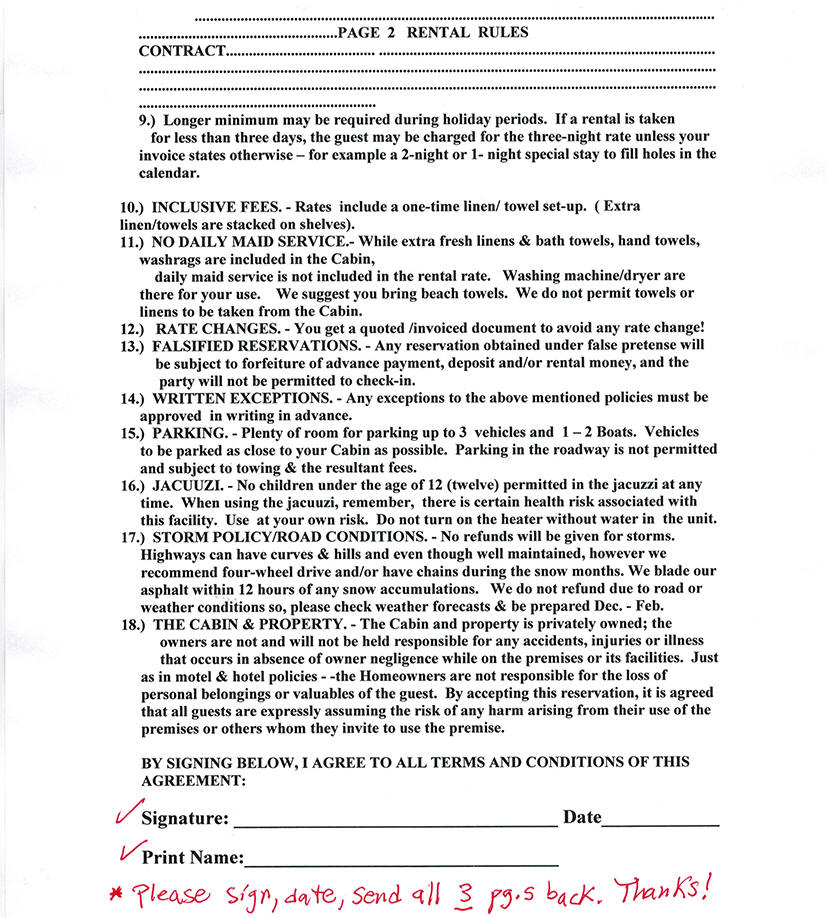 ................................................................................................................................
.................................................PAGE 2 RENTAL RULES
CONTRACT..................................... ...................................................................................
................................................................................................................................................
................................................................................................................................................
...........................................................
9.) Longer minimum may be required during holiday periods. If a rental is taken
for less than three days, the guest may be charged for the three-night rate unless your
invoice states otherwise – for example a 2-night or 1- night special stay to fill holes in the
calendar.
10.) INCLUSIVE FEES. - Rates include a one-time linen/ towel set-up. ( Extra
linen/towels are stacked on shelves).
11.) NO DAILY MAID SERVICE.- While extra fresh linens & bath towels, hand towels,
washrags are included in the Cabin,
daily maid service is not included in the rental rate. Washing machine/dryer are
there for your use. We suggest you bring beach towels. We do not permit towels or
linens to be taken from the Cabin.
12.) RATE CHANGES. - You get a quoted /invoiced document to avoid any rate change!
13.) FALSIFIED RESERVATIONS. - Any reservation obtained under false pretense will
be subject to forfeiture of advance payment, deposit and/or rental money, and the
party will not be permitted to check-in.
14.) WRITTEN EXCEPTIONS. - Any exceptions to the above mentioned policies must be
approved in writing in advance.
15.) PARKING. - Plenty of room for parking up to 3 vehicles and 1 – 2 Boats. Vehicles
to be parked as close to your Cabin as possible. Parking in the roadway is not permitted
and subject to towing & the resultant fees.
16.) JACUUZI. - No children under the age of 12 (twelve) permitted in the jacuzzi at any
time. When using the jacuuzi, remember, there is certain health risk associated with
this facility. Use at your own risk. Do not turn on the heater without water in the unit.
17.) STORM POLICY/ROAD CONDITIONS. - No refunds will be given for storms.
Highways can have curves & hills and even though well maintained, however we
recommend four-wheel drive and/or have chains during the snow months. We blade our
asphalt within 12 hours of any snow accumulations. We do not refund due to road or
weather conditions so, please check weather forecasts & be prepared Dec. - Feb.
18.) THE CABIN & PROPERTY. - The Cabin and property is privately owned; the
owners are not and will not be held responsible for any accidents, injuries or illness
that occurs in absence of owner negligence while on the premises or its facilities. Just
as in motel & hotel policies - -the Homeowners are not responsible for the loss of
personal belongings or valuables of the guest. By accepting this reservation, it is agreed
that all guests are expressly assuming the risk of any harm arising from their use of the
premises or others whom they invite to use the premise.
BY SIGNING BELOW, I AGREE TO ALL TERMS AND CONDITIONS OF THIS
AGREEMENT:
✓ Signature: ________________________________ Date____________
✓ Print Name:________________________________
* Please sign, date, send all 3 pg.s back. Thanks!